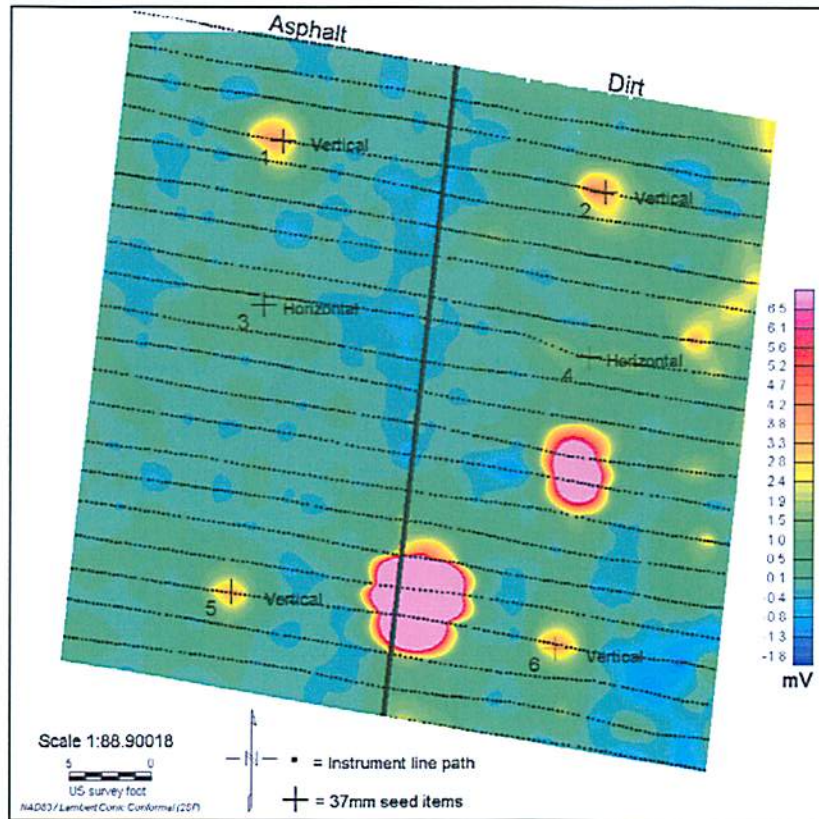 Asphalt
Dirt
1 Vertical
2 Vertical
3 Horizontal
4 Horizontal
5 Vertical
6 Vertical
6.5
6.1
5.6
5.2
4.7
4.2
3.8
3.3
2.8
2.4
1.9
1.5
1.0
0.5
0.1
-0.4
-0.8
-1.3
-1.8
mV
Scale 1:88.90018
5 0
US survey foot
NAD83 / Lambert Conic Conformal (2SP)
N
= Instrument line path
= 37mm seed items